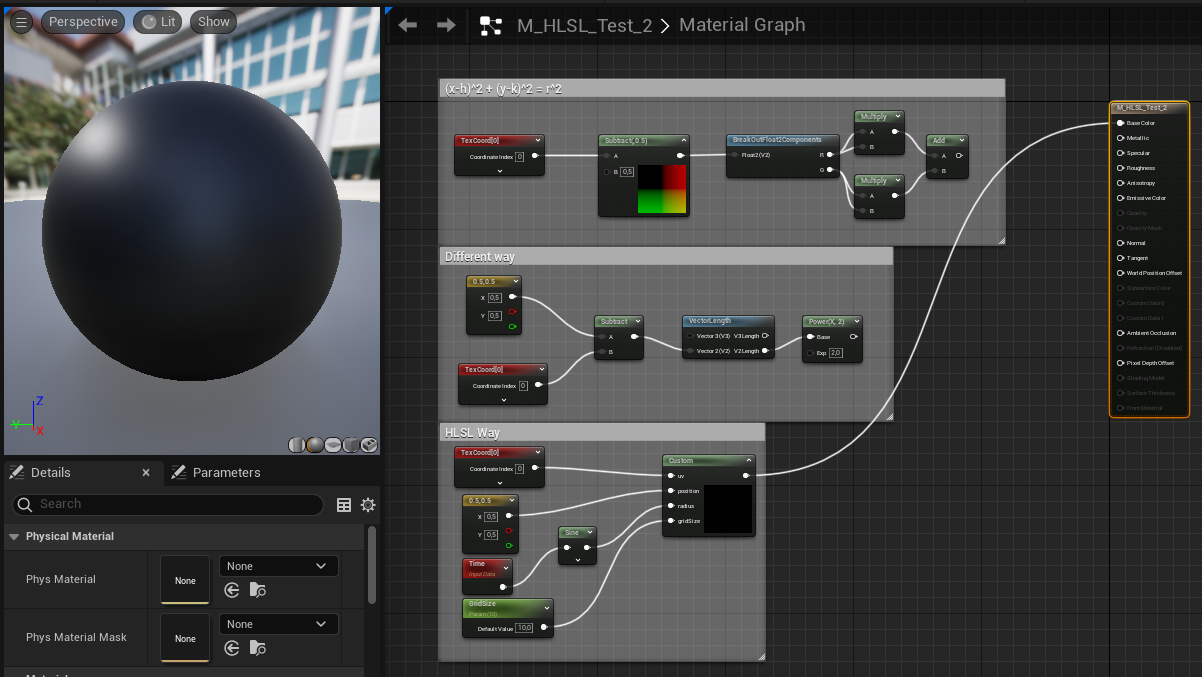 Perspective
Lit
Show
M_HLSL_Test_2 > Material Graph
(x-h)^2 + (y-k)^2 = r^2
TexCoord[0]
Coordinate Index 0
Subtract(,0.5)
A
B 0,5
BreakOutFloat2Components
Float2 (V2) R
G
Multiply
A
B
Multiply
A
B
Add
A
B
Different way
0.5,0.5
X 0,5
Y 0,5
TexCoord[0]
Coordinate Index 0
Subtract
A
B
VectorLength
Vector3 (V3) V3 Length
Vector2 (V2) V2 Length
Power(X, 2)
Base
Exp 2,0
HLSL Way
TexCoord[0]
Coordinate Index 0
0.5,0.5
X 0,5
Y 0,5
Time
Input Data
Sine
GridSize
Param (10)
Default Value 10,0
Custom
uv
position
radius
gridSize
M_HLSL_Test_2
Base Color
Metallic
Specular
Roughness
Anisotropy
Emissive Color
Opacity
Opacity Mask
Normal
Tangent
World Position Offset
Subsurface Color
Custom Data 0
Custom Data 1
Ambient Occlusion
Refraction (Disabled)
Pixel Depth Offset
Shading Model
Surface Thickness
Front Material
Z
Y
X
Details
Parameters
Search
Physical Material
Phys Material
None
None
Phys Material Mask
None
None